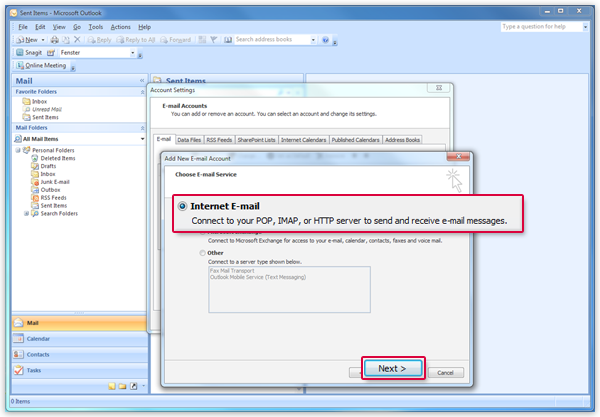 Sent Items - Microsoft Outlook
File Edit View Go Tools Actions Help
Type a question for help
New Reply Reply to All Forward Search address books
Snagit Fenster
Online Meeting
Mail
Favorite Folders
Inbox
Unread Mail
Sent Items
Mail Folders
All Mail Items
Personal Folders
Deleted Items
Drafts
Inbox
Junk E-mail
Outbox
RSS Feeds
Sent Items
Search Folders
Mail
Calendar
Contacts
Tasks
0 Items
Sent Items
Account Settings
E-mail Accounts
You can add or remove an account. You can select an account and change its settings.
E-mail Data Files RSS Feeds SharePoint Lists Internet Calendars Published Calendars Address Books
Add New E-mail Account
Choose E-mail Service
Internet E-mail
Connect to your POP, IMAP, or HTTP server to send and receive e-mail messages.
Connect to Microsoft Exchange for access to your e-mail, calendar, contacts, faxes and voice mail.
Other
Connect to a server type shown below.
Fax Mail Transport
Outlook Mobile Service (Text Messaging)
Next >
Cancel